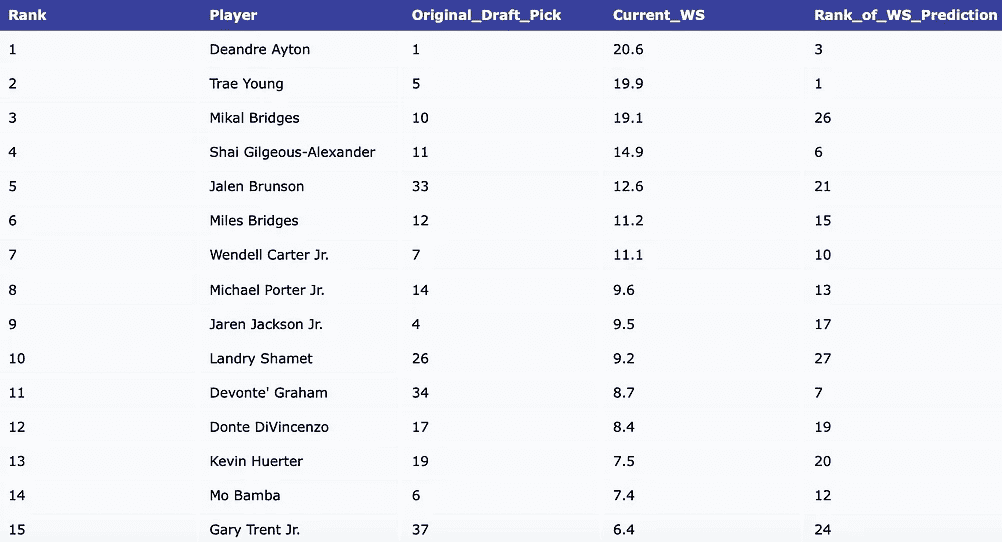 Rank Player Original_Draft_Pick Current_WS Rank_of_WS_Prediction
1 Deandre Ayton 1 20.6 3
2 Trae Young 5 19.9 1
3 Mikal Bridges 10 19.1 26
4 Shai Gilgeous-Alexander 11 14.9 6
5 Jalen Brunson 33 12.6 21
6 Miles Bridges 12 11.2 15
7 Wendell Carter Jr. 7 11.1 10
8 Michael Porter Jr. 14 9.6 13
9 Jaren Jackson Jr. 4 9.5 17
10 Landry Shamet 26 9.2 27
11 Devonte' Graham 34 8.7 7
12 Donte DiVincenzo 17 8.4 19
13 Kevin Huerter 19 7.5 20
14 Mo Bamba 6 7.4 12
15 Gary Trent Jr. 37 6.4 24